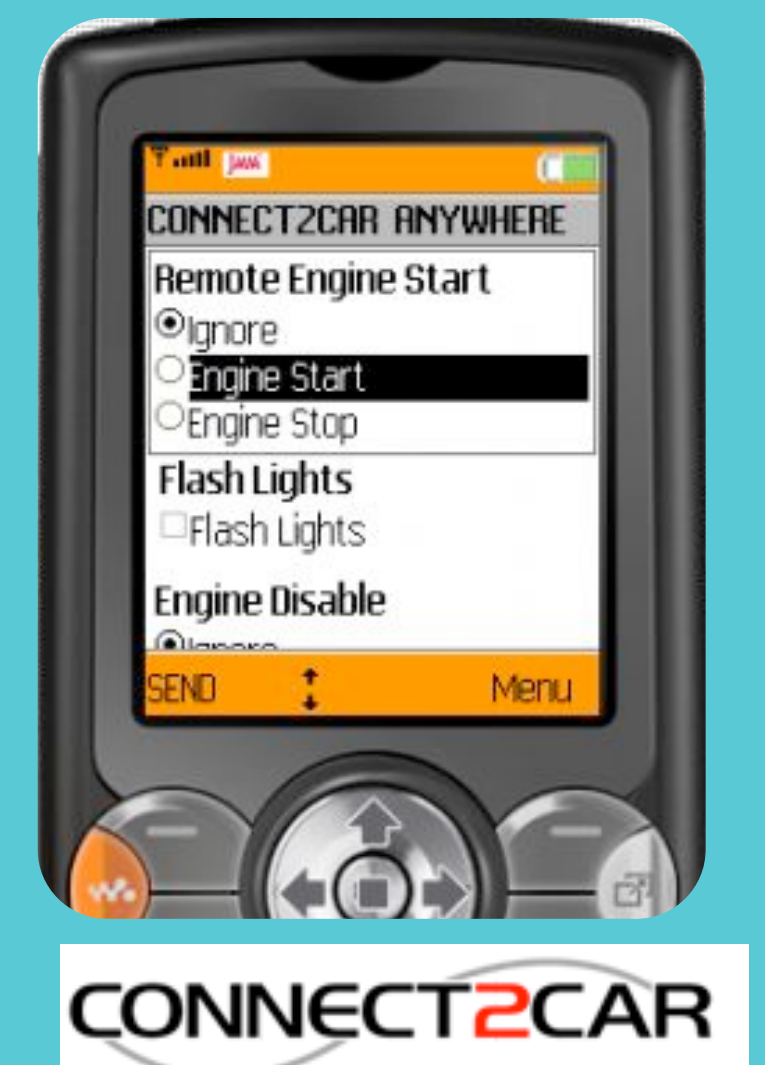 JAVA
CONNECT2CAR ANYWHERE
Remote Engine Start
Ignore
Engine Start
Engine Stop
Flash Lights
Flash Lights
Engine Disable
Ignore
SEND
Menu
CONNECT2CAR